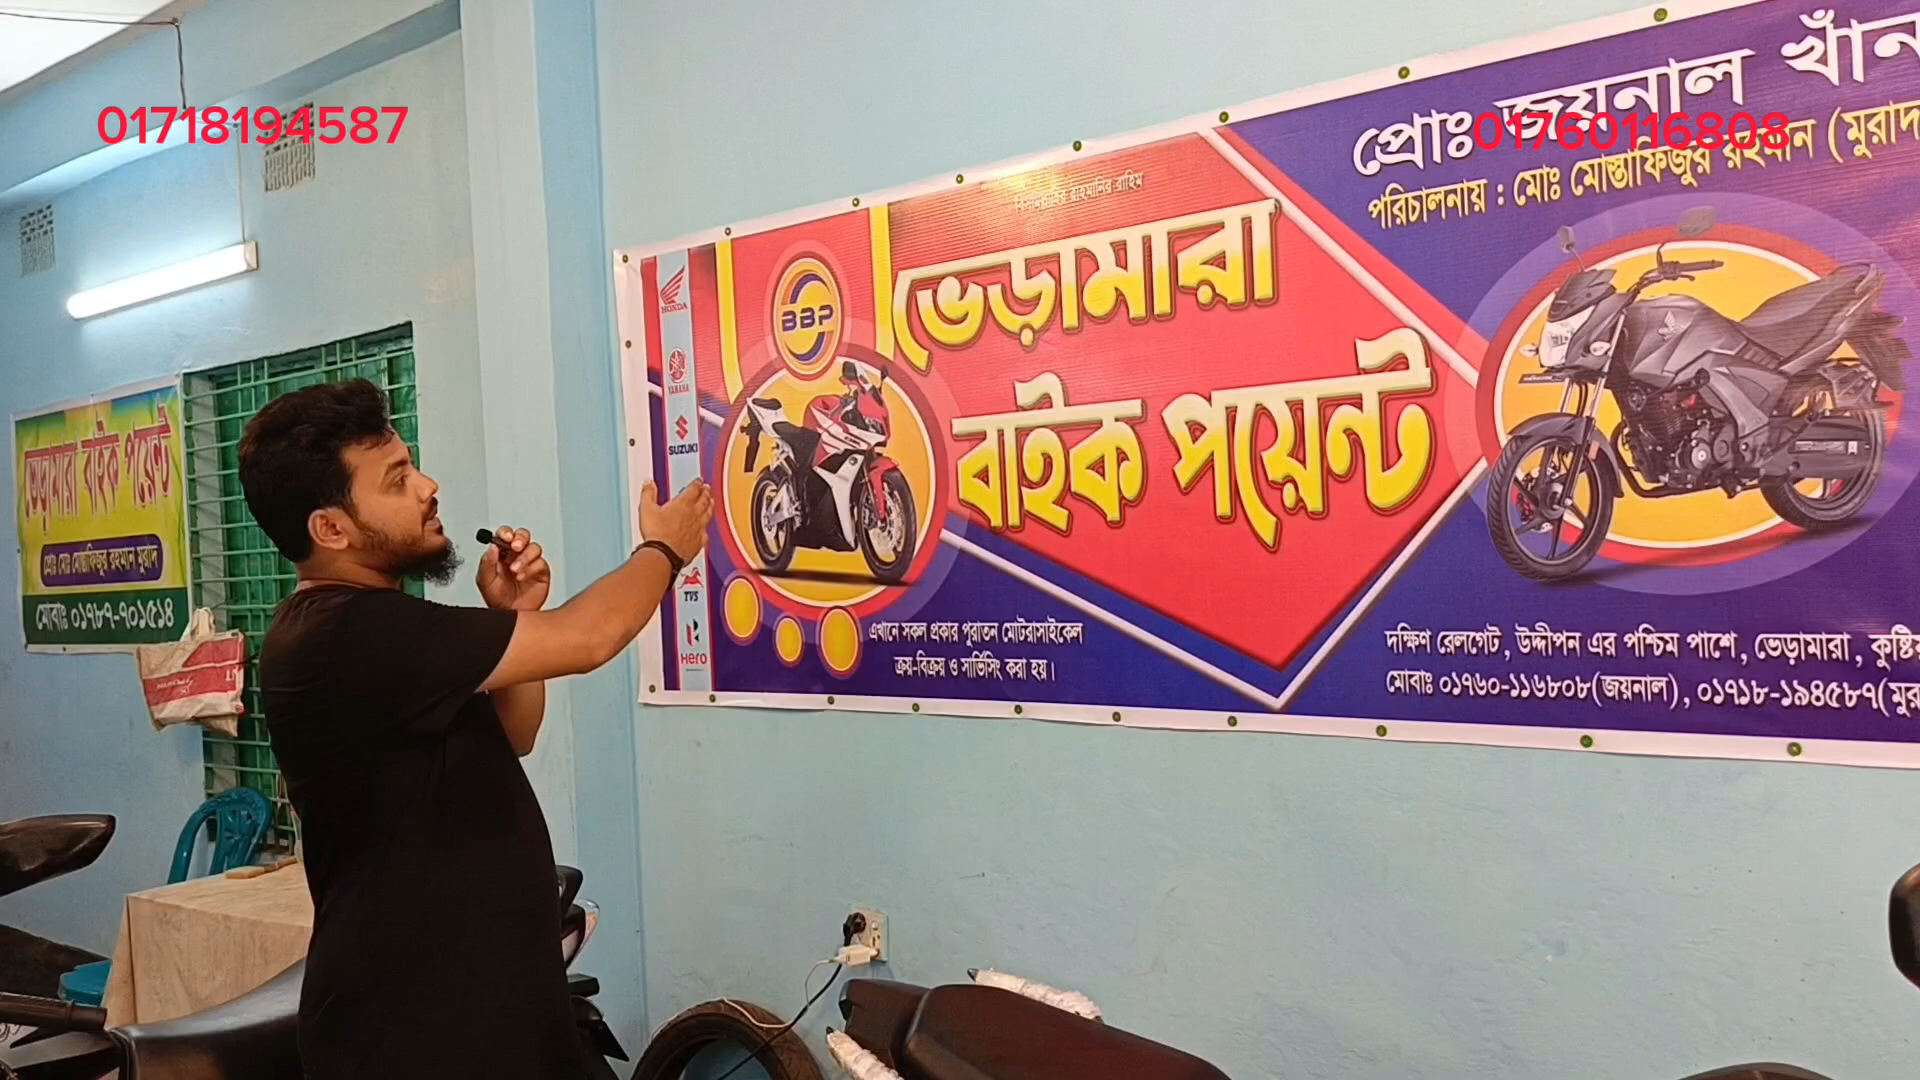 01718194587
01760116808
প্রোঃ জয়নাল খাঁন
পরিচালনায় : মোঃ মোস্তাফিজুর রহমান (মুরাদ
বিসমিল্লাহির রাহমানির রাহিম
ভেড়ামারা
বাইক পয়েন্ট
BBP
HONDA
YAMAHA
SUZUKI
TVS
Hero
এখানে সকল প্রকার পুরাতন মোটরসাইকেল
ক্রয়-বিক্রয় ও সার্ভিসিং করা হয়।
দক্ষিণ রেলগেট, উদ্দীপন এর পশ্চিম পাশে, ভেড়ামারা, কুষ্টিয়
মোবাঃ ০১৭৬০-১১৬৮০৮(জয়নাল), ০১৭১৮-১৯৪৫৮৭(মুরা
ভেড়ামারা বাইক পয়েন্ট
প্রোঃ মোঃ মোস্তাফিজুর রহমান মুরাদ
মোবাঃ ০১৭৮৭-৭০১৫১৪